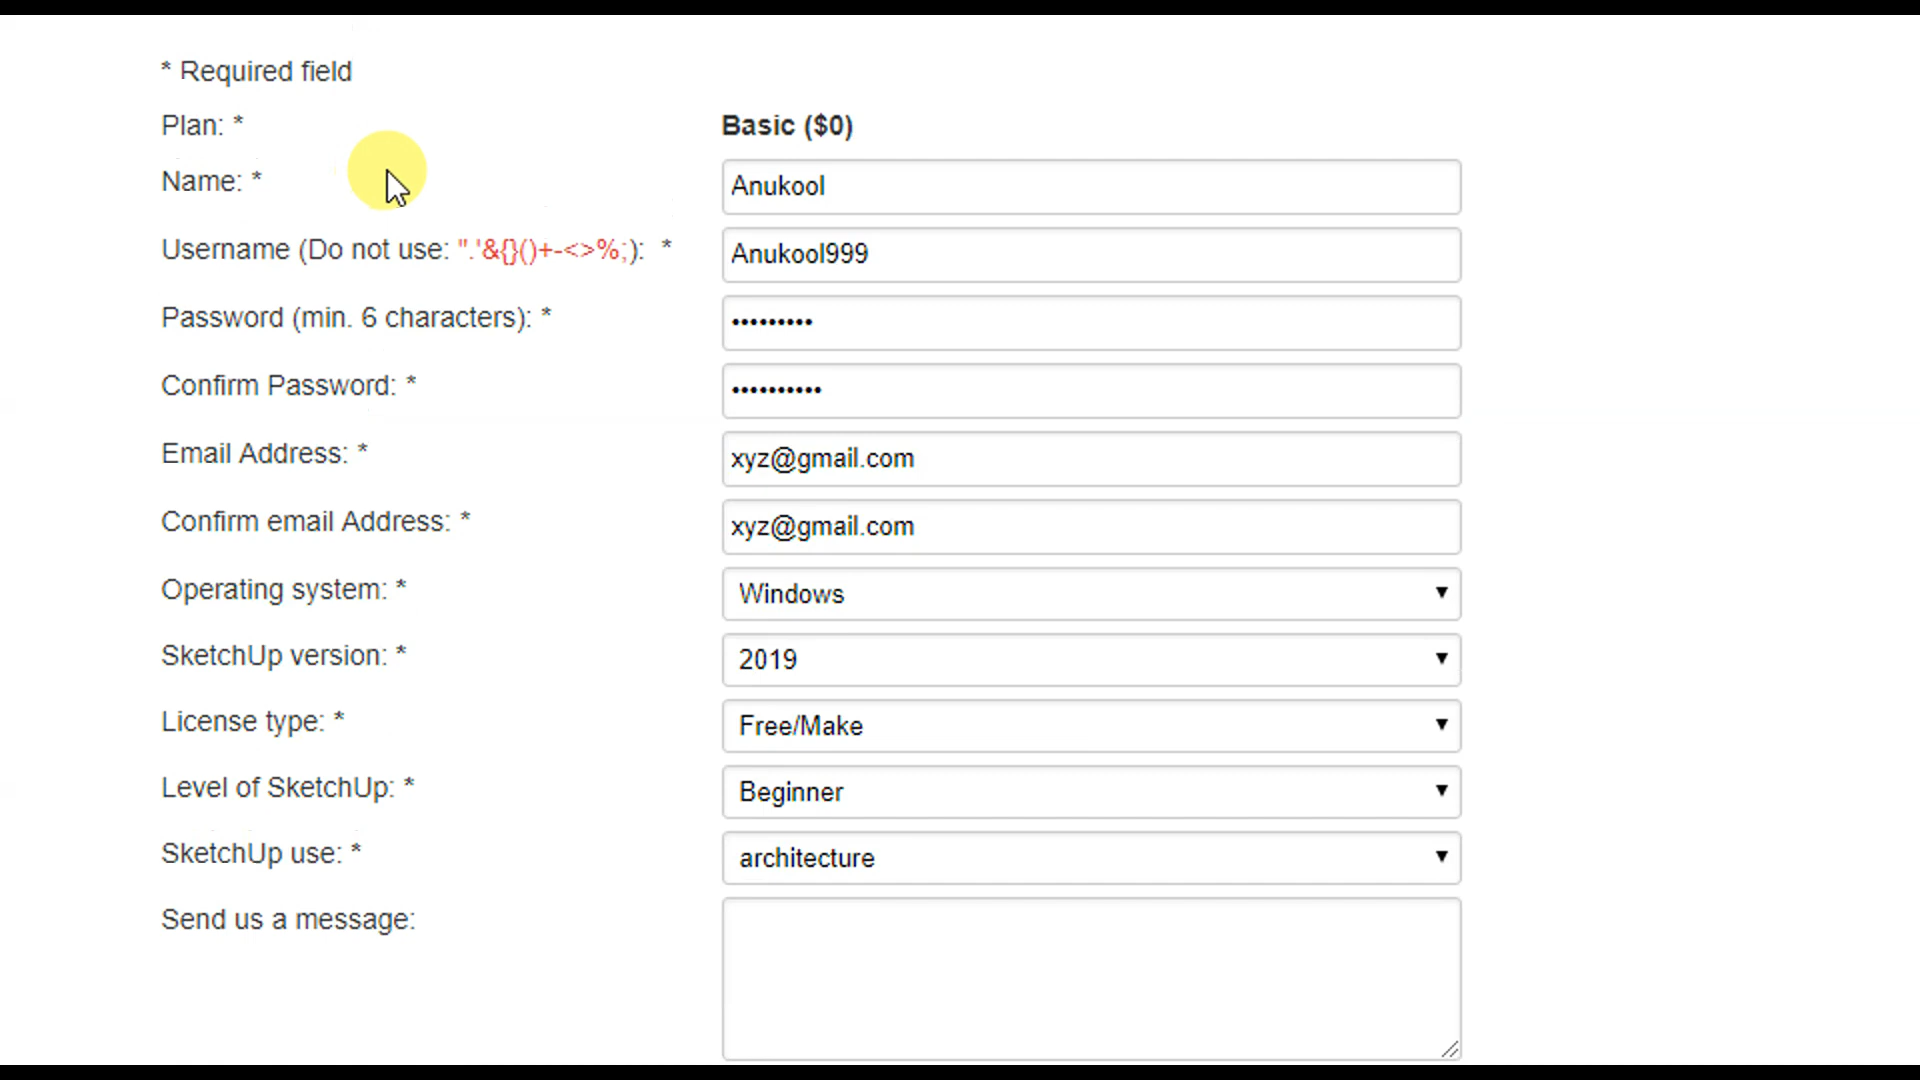 * Required field
Plan: * Basic ($0)
Name: * Anukool
Username (Do not use: ".'&{}()+-<>%;): * Anukool999
Password (min. 6 characters): * •••••••••
Confirm Password: * ••••••••••
Email Address: * xyz@gmail.com
Confirm email Address: * xyz@gmail.com
Operating system: * Windows
SketchUp version: * 2019
License type: * Free/Make
Level of SketchUp: * Beginner
SketchUp use: * architecture
Send us a message: